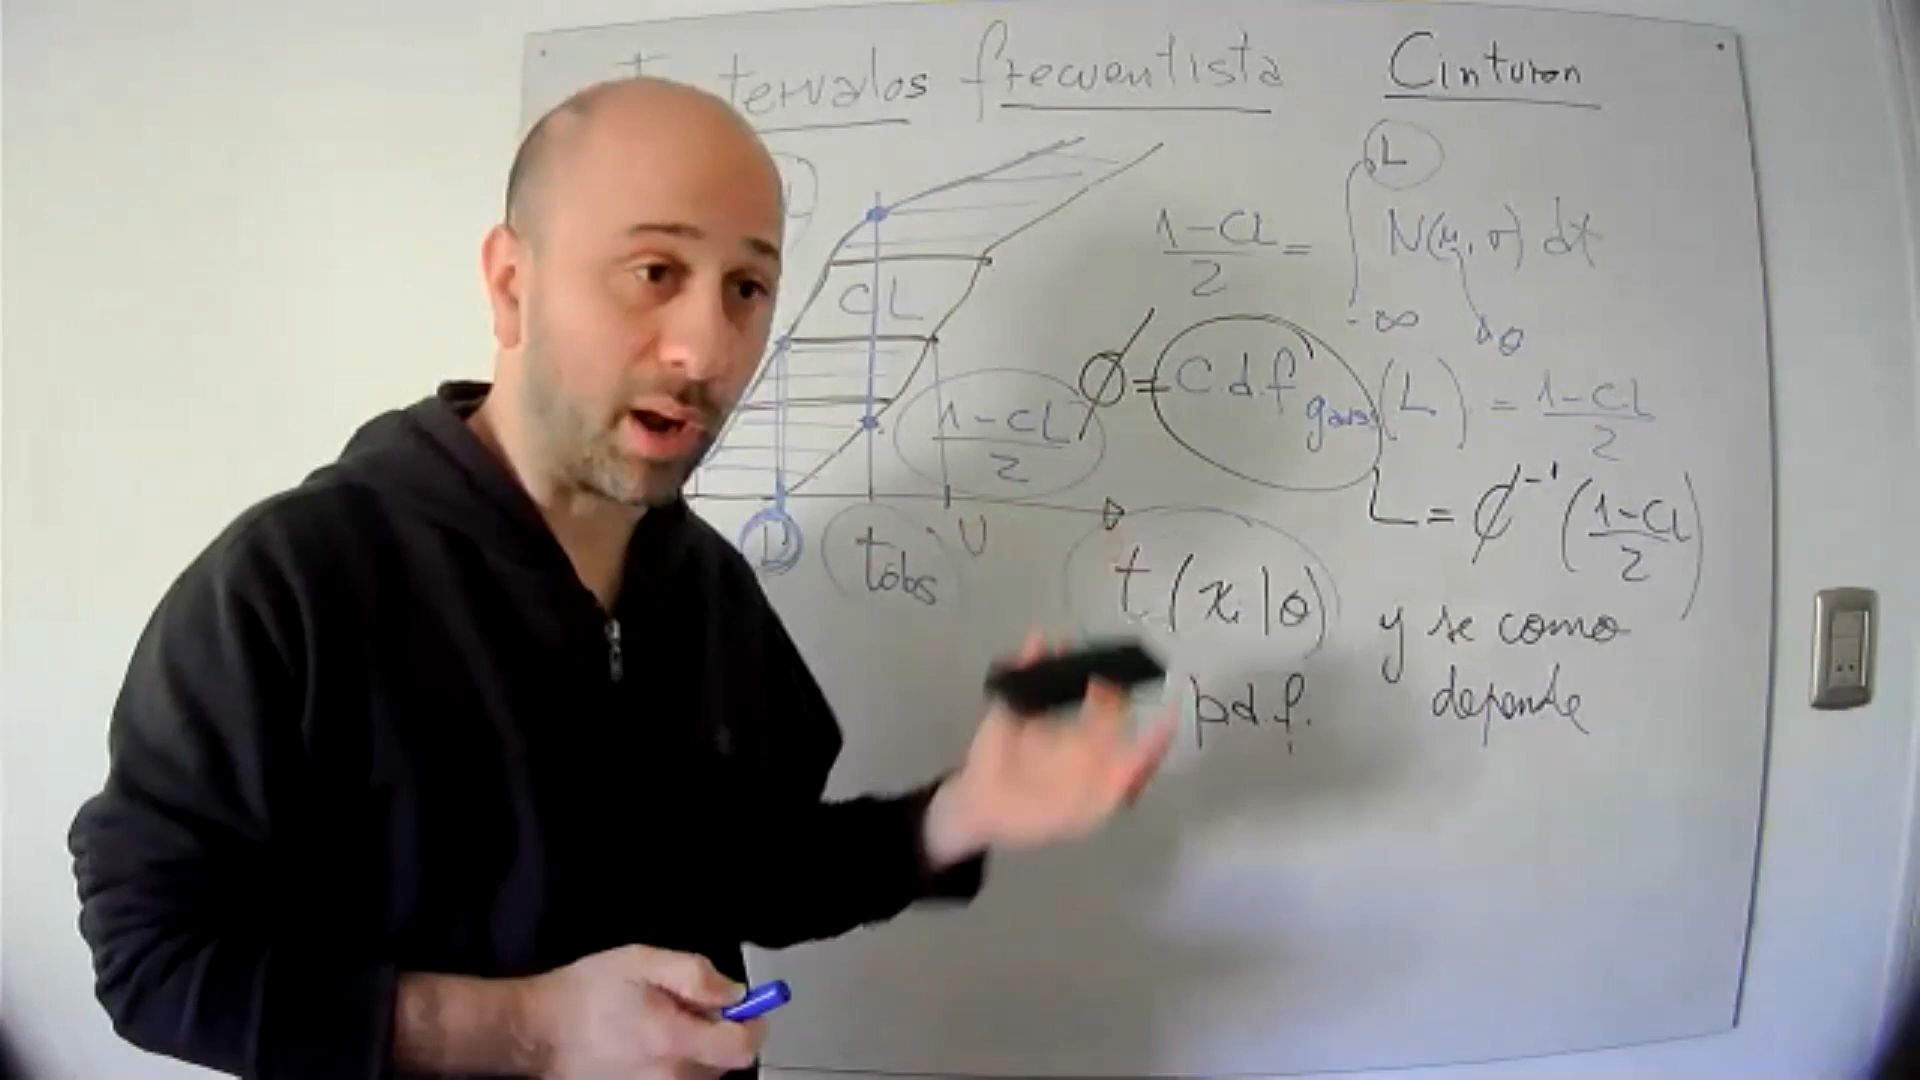 tervalos frecuentista
Cinturon
CL
1-CL
2
L
tobs
U
t(x|θ)
p.d.f.
1-CL
2
=
L
-∞
N(μ,σ) dt
θ
ϕ = c.d.f gauss (L) = 1-CL
2
L = ϕ⁻¹ (1-CL
2)
y se como
depende